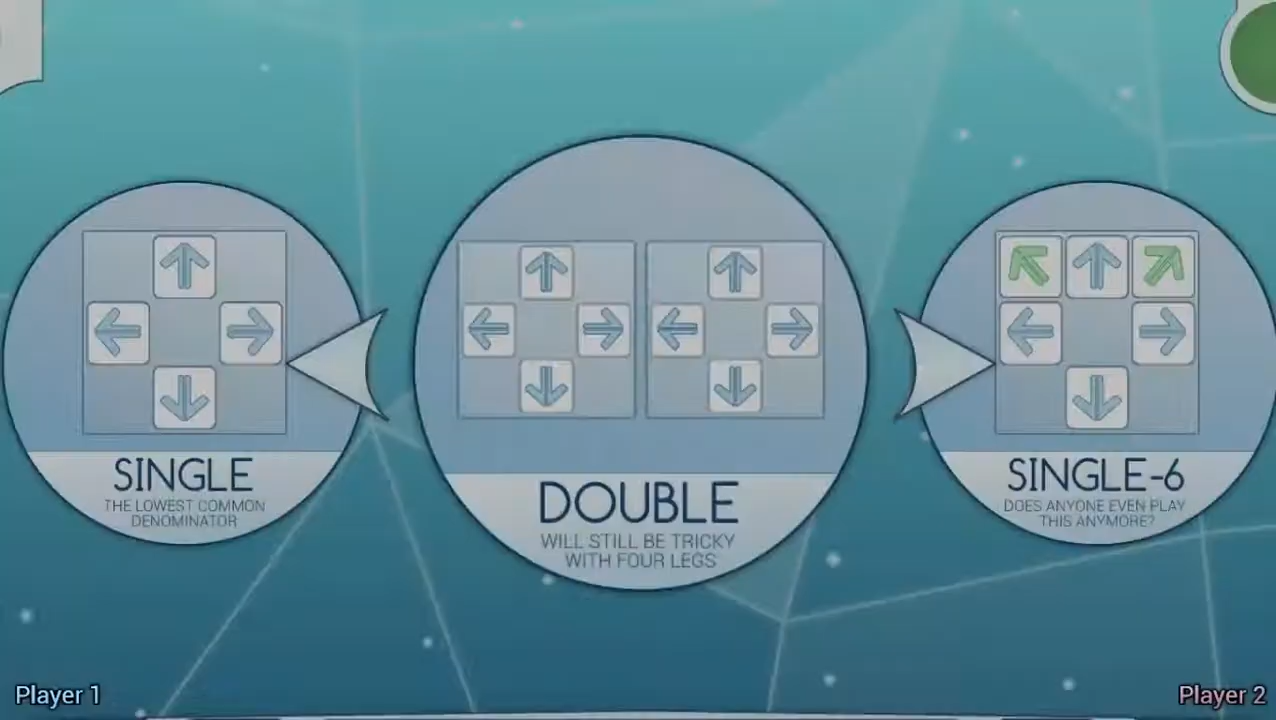 SINGLE
THE LOWEST COMMON
DENOMINATOR
DOUBLE
WILL STILL BE TRICKY
WITH FOUR LEGS
SINGLE-6
DOES ANYONE EVEN PLAY
THIS ANYMORE?
Player 1
Player 2